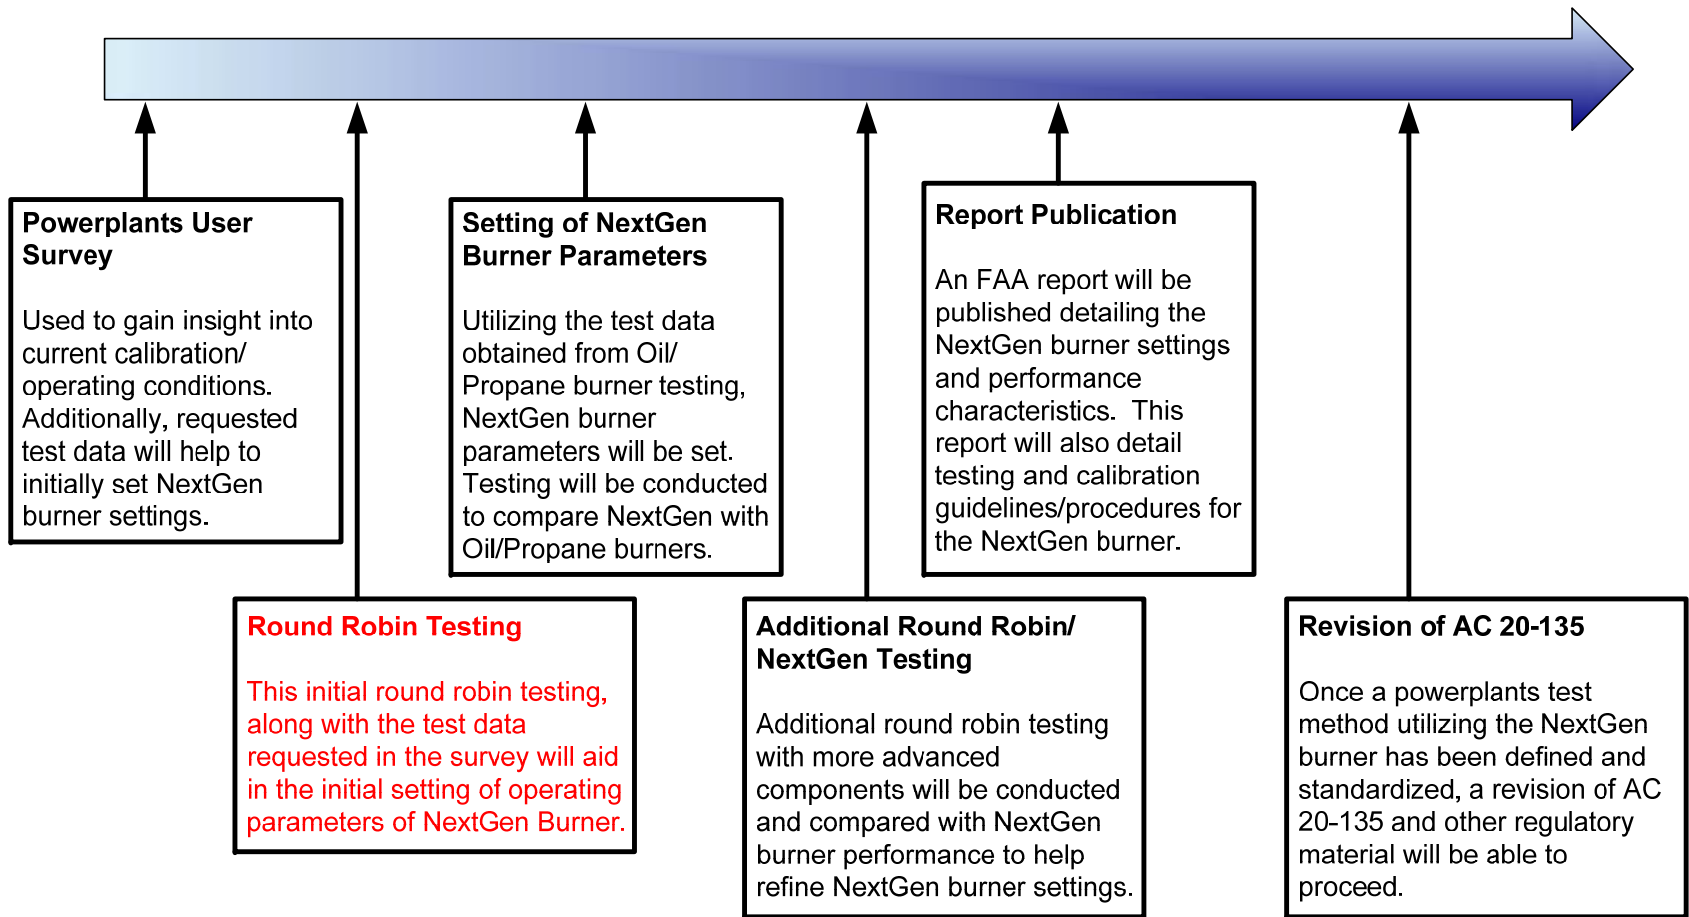 Powerplants User
Survey
Used to gain insight into
current calibration/
operating conditions.
Additionally, requested
test data will help to
initially set NextGen
burner settings.
Round Robin Testing
This initial round robin testing,
along with the test data
requested in the survey will aid
in the initial setting of operating
parameters of NextGen Burner.
Setting of NextGen
Burner Parameters
Utilizing the test data
obtained from Oil/
Propane burner testing,
NextGen burner
parameters will be set.
Testing will be conducted
to compare NextGen with
Oil/Propane burners.
Additional Round Robin/
NextGen Testing
Additional round robin testing
with more advanced
components will be conducted
and compared with NextGen
burner performance to help
refine NextGen burner settings.
Report Publication
An FAA report will be
published detailing the
NextGen burner settings
and performance
characteristics.  This
report will also detail
testing and calibration
guidelines/procedures for
the NextGen burner.
Revision of AC 20-135
Once a powerplants test
method utilizing the NextGen
burner has been defined and
standardized, a revision of AC
20-135 and other regulatory
material will be able to
proceed.